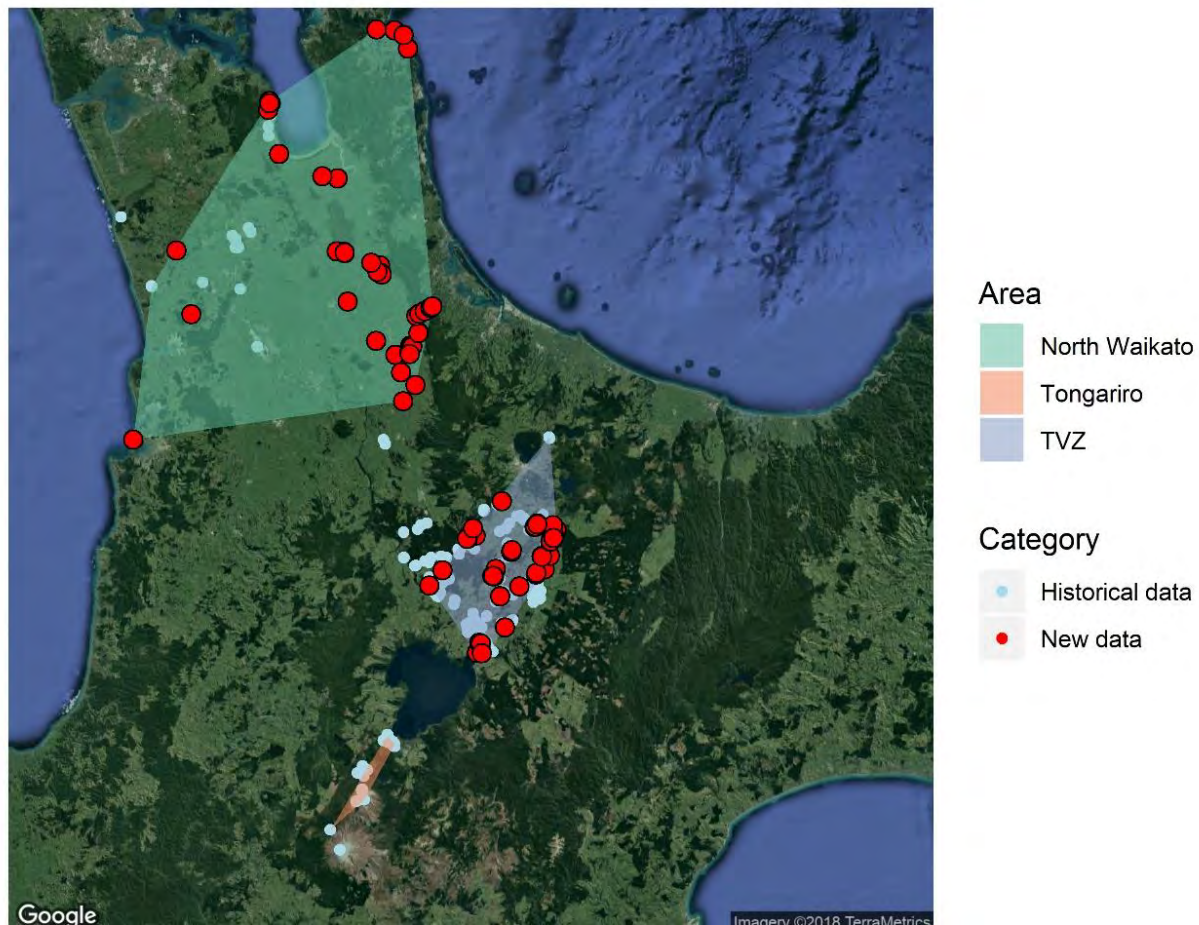 Area
North Waikato
Tongariro
TVZ
Category
Historical data
New data
Google
Imagery ©2018 TerraMetrics